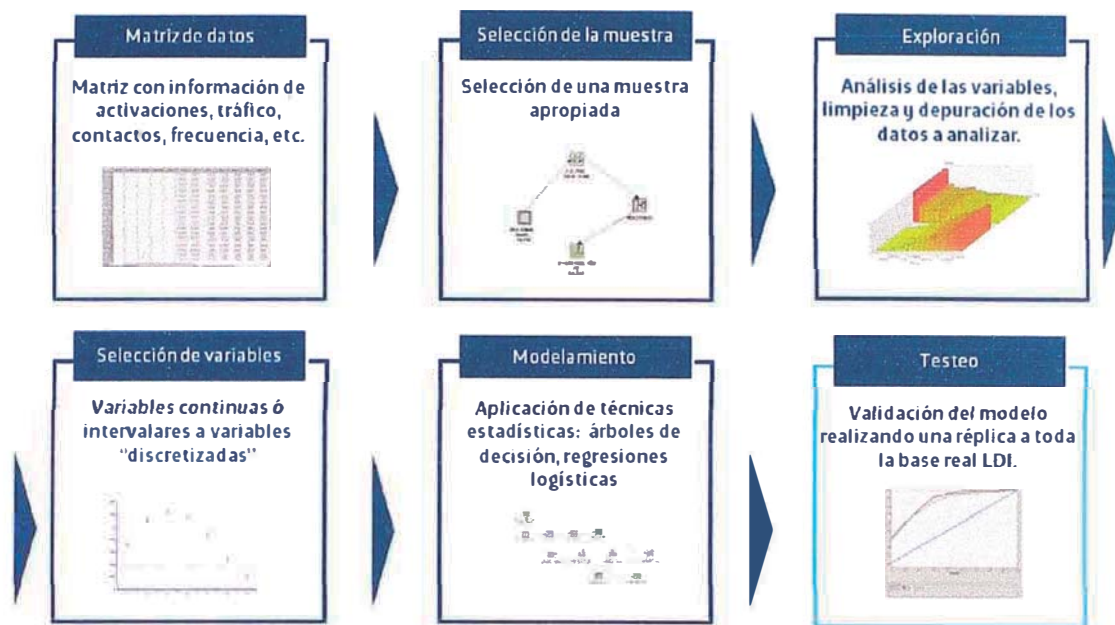 Matriz de datos
Matriz con información de
activaciones, tráfico,
contactos, frecuencia, etc.
Selección de la muestra
Selección de una muestra
apropiada
Exploración
Análisis de las variables,
limpieza y depuración de los
datos a analizar.
Selección de variables
Variables continuas ó
intervalares a variables
"discretizadas"
Modelamiento
Aplicación de técnicas
estadísticas: árboles de
decisión, regresiones
logísticas
Testeo
Validación del modelo
realizando una réplica a toda
la base real LDI.